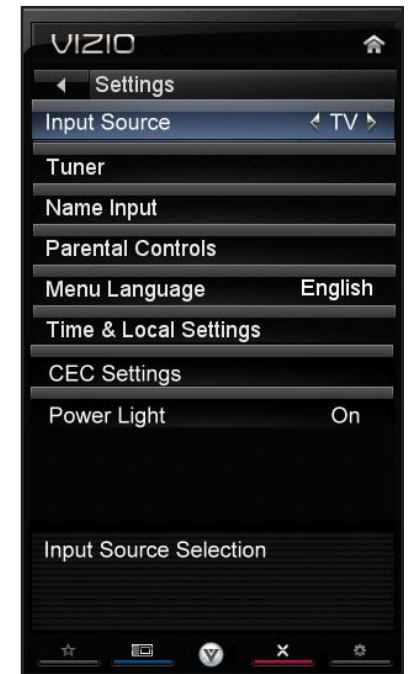 VIZIO
Settings
Input Source TV
Tuner
Name Input
Parental Controls
Menu Language English
Time & Local Settings
CEC Settings
Power Light On
Input Source Selection
V